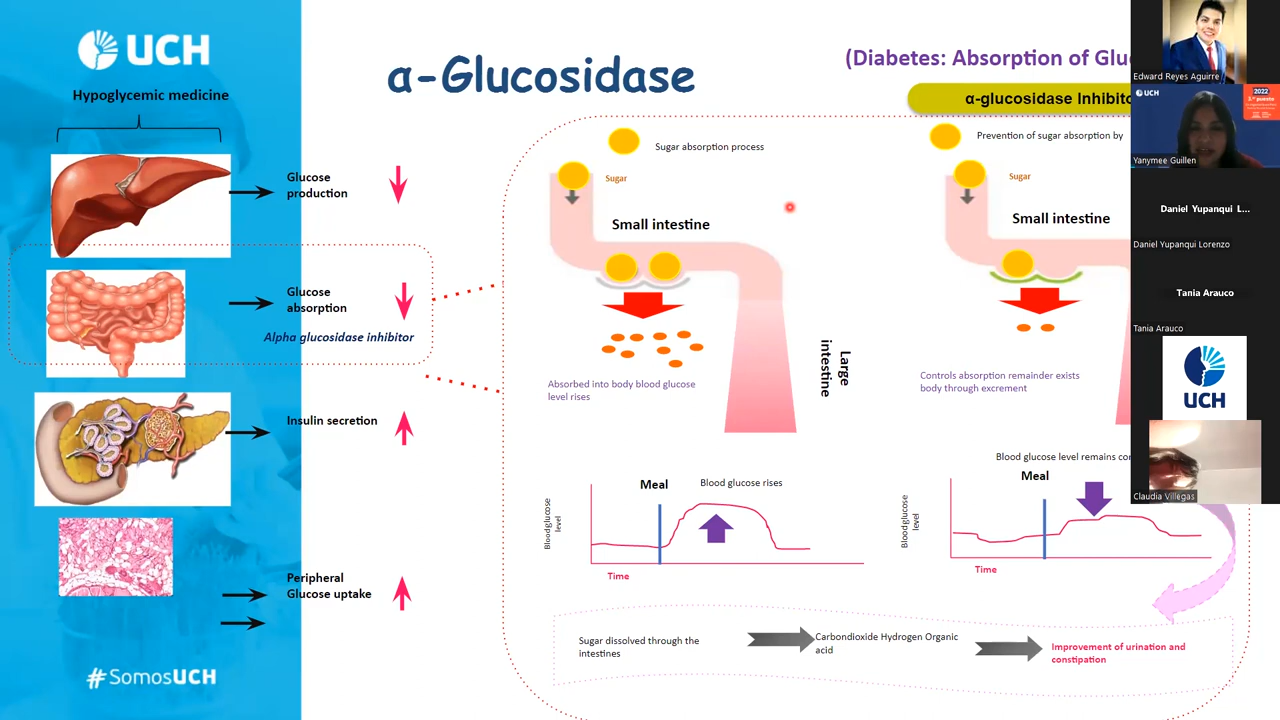 UCH
Hypoglycemic medicine
Glucose
production
Glucose
absorption
Alpha glucosidase inhibitor
Insulin secretion
Peripheral
Glucose uptake
#SomosUCH
α-Glucosidase
(Diabetes: Absorption of Glu
α-glucosidase Inhibito
Sugar absorption process
Sugar
Small intestine
Large
intestine
Absorbed into body blood glucose
level rises
Prevention of sugar absorption by
Sugar
Small intestine
Controls absorption remainder exists
body through excrement
Meal
Blood glucose rises
Bloodglucose
level
Time
Blood glucose level remains con
Meal
Bloodglucose
level
Time
Sugar dissolved through the
intestines
Carbondioxide Hydrogen Organic
acid
Improvement of urination and
constipation
Edward Reyes Aguirre
UCH
2022
Yanymee Guillen
Daniel Yupanqui L...
Daniel Yupanqui Lorenzo
Tania Arauco
Tania Arauco
UCH
Claudia Villegas